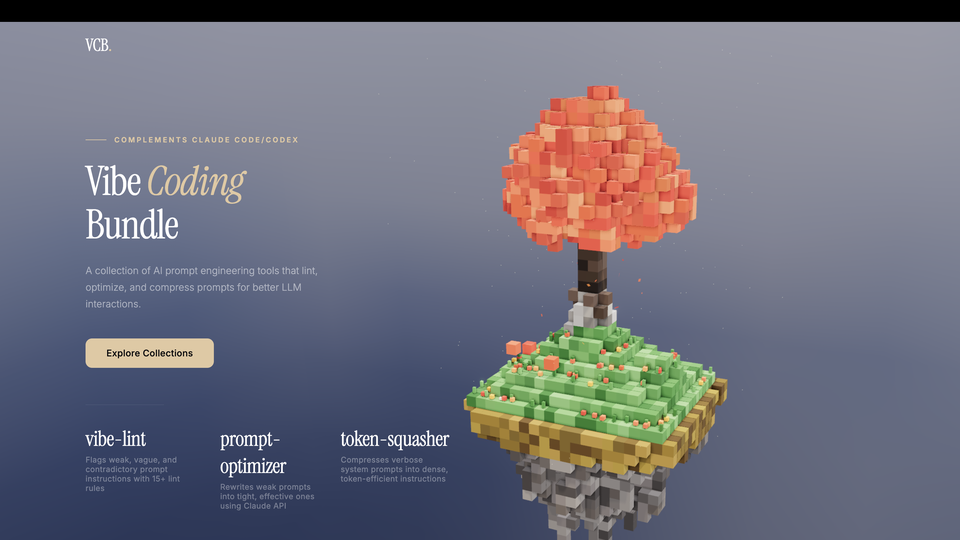 VCB.
COMPLEMENTS CLAUDE CODE/CODEX
Vibe Coding
Bundle
A collection of AI prompt engineering tools that lint,
optimize, and compress prompts for better LLM
interactions.
Explore Collections
vibe-lint
Flags weak, vague, and
contradictory prompt
instructions with 15+ lint
rules
prompt-
optimizer
Rewrites weak prompts
into tight, effective ones
using Claude API
token-squasher
Compresses verbose
system prompts into dense,
token-efficient instructions